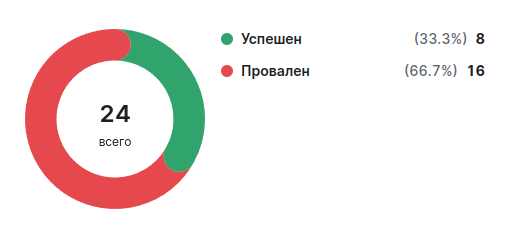 24
всего
Успешен (33.3%) 8
Провален (66.7%) 16